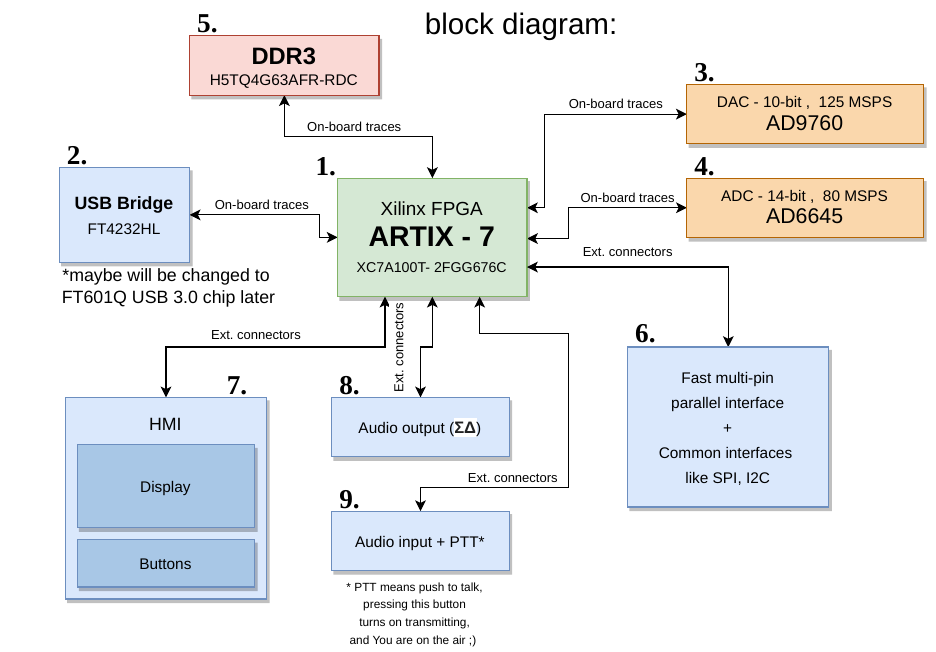 block diagram:
5.
DDR3
H5TQ4G63AFR-RDC
On-board traces
3.
DAC - 10-bit , 125 MSPS
AD9760
On-board traces
4.
ADC - 14-bit , 80 MSPS
AD6645
On-board traces
2.
USB Bridge
FT4232HL
On-board traces
*maybe will be changed to
FT601Q USB 3.0 chip later
1.
Xilinx FPGA
ARTIX - 7
XC7A100T- 2FGG676C
Ext. connectors
6.
Fast multi-pin
parallel interface
+
Common interfaces
like SPI, I2C
Ext. connectors
7.
HMI
Display
Buttons
Ext. connectors
8.
Audio output (ΣΔ)
Ext. connectors
9.
Audio input + PTT*
* PTT means push to talk,
pressing this button
turns on transmitting,
and You are on the air ;)